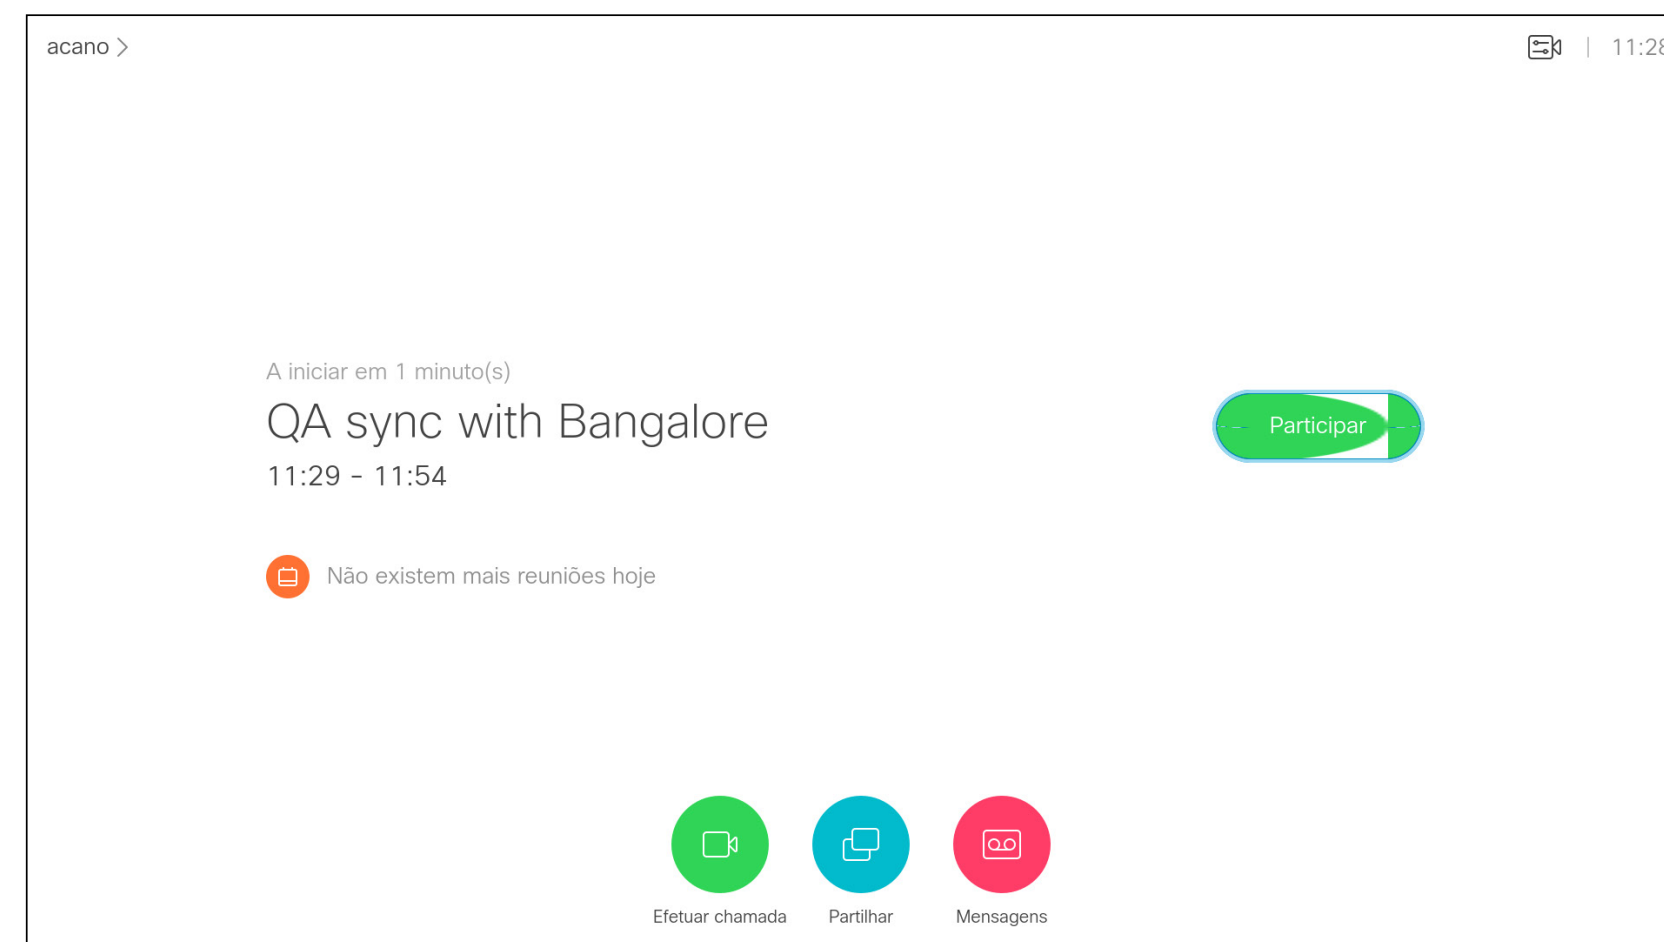 acano
11:28
A iniciar em 1 minuto(s)
QA sync with Bangalore
11:29 - 11:54
Participar
Não existem mais reuniões hoje
Efetuar chamada
Partilhar
Mensagens